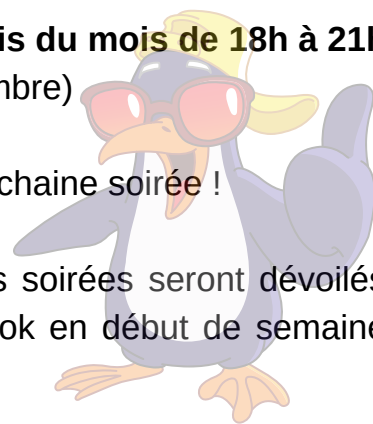 is du mois de 18h à 21h
mbre)
chaine soirée !
s soirées seront dévoilés
ok en début de semaine